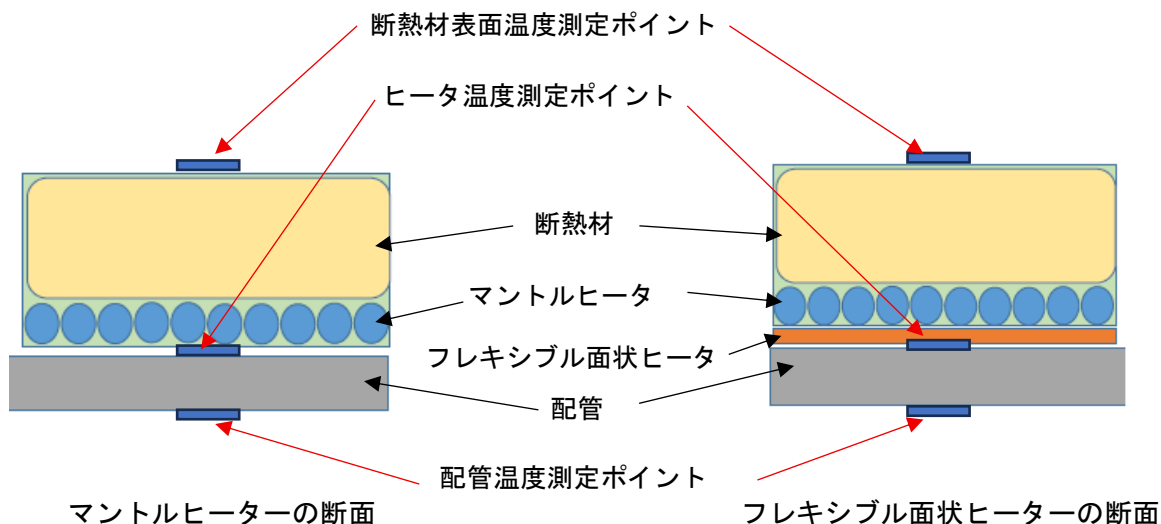 断熱材表面温度測定ポイント
ヒータ温度測定ポイント
断熱材
マントルヒータ
フレキシブル面状ヒータ
配管
配管温度測定ポイント
マントルヒーターの断面
フレキシブル面状ヒーターの断面